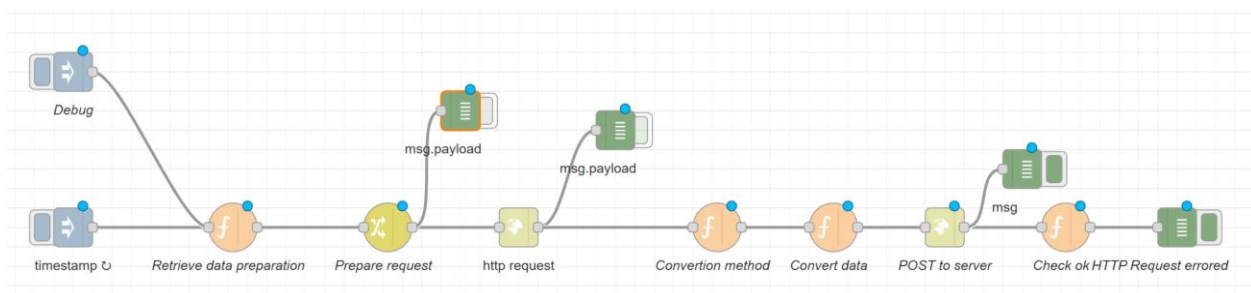 Debug
msg.payload
msg.payload
msg
timestamp ↻
Retrieve data preparation
Prepare request
http request
Convertion method
Convert data
POST to server
Check ok
HTTP Request errored